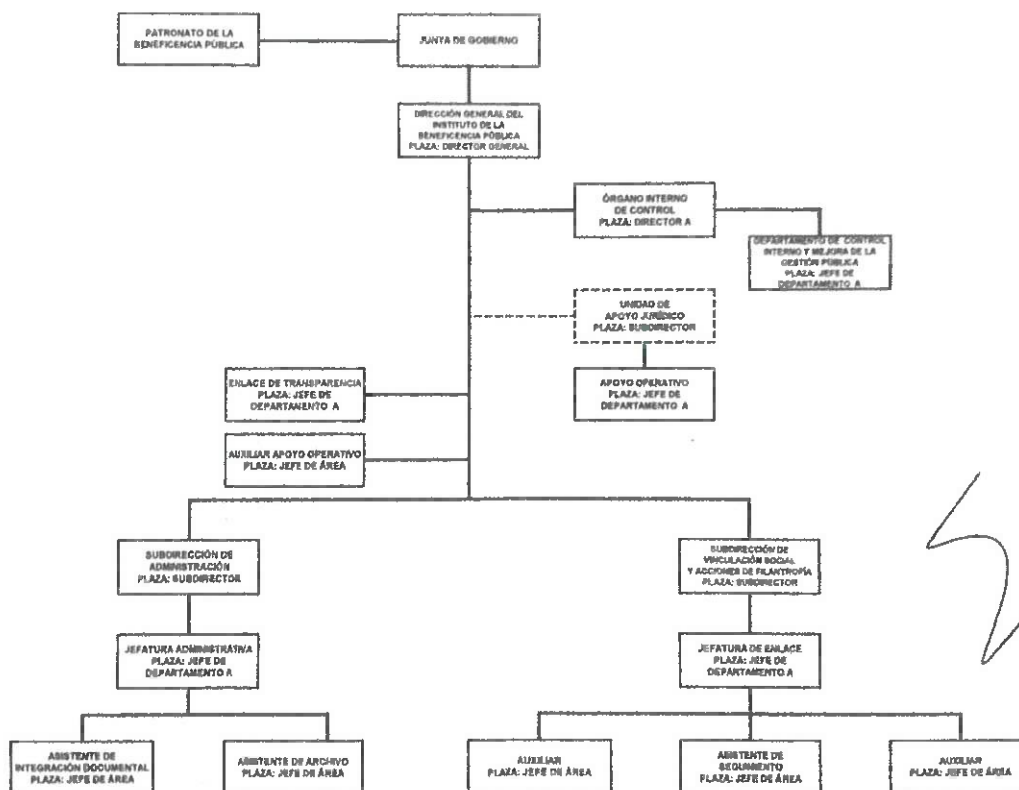 PATRONATO DE LA
BENEFICENCIA PÚBLICA
JUNTA DE GOBIERNO
DIRECCIÓN GENERAL DEL
INSTITUTO DE LA
BENEFICENCIA PÚBLICA
PLAZA: DIRECTOR GENERAL
ÓRGANO INTERNO
DE CONTROL
PLAZA: DIRECTOR A
DEPARTAMENTO DE CONTROL
INTERNO Y MEJORA DE LA
GESTIÓN PÚBLICA
PLAZA: JEFE DE
DEPARTAMENTO A
UNIDAD DE
APOYO JURÍDICO
PLAZA: SUBDIRECTOR
ENLACE DE TRANSPARENCIA
PLAZA: JEFE DE
DEPARTAMENTO A
APOYO OPERATIVO
PLAZA: JEFE DE
DEPARTAMENTO A
AUXILIAR APOYO OPERATIVO
PLAZA: JEFE DE ÁREA
SUBDIRECCIÓN DE
ADMINISTRACIÓN
PLAZA: SUBDIRECTOR
SUBDIRECCIÓN DE
VINCULACIÓN SOCIAL
Y ACCIONES DE FILANTROPÍA
PLAZA: SUBDIRECTOR
JEFATURA ADMINISTRATIVA
PLAZA: JEFE DE
DEPARTAMENTO A
JEFATURA DE ENLACE
PLAZA: JEFE DE
DEPARTAMENTO A
ASISTENTE DE
INTEGRACIÓN DOCUMENTAL
PLAZA: JEFE DE ÁREA
ASISTENTE DE ARCHIVO
PLAZA: JEFE DE ÁREA
AUXILIAR
PLAZA: JEFE DE ÁREA
ASISTENTE DE
SEGUIMIENTO
PLAZA: JEFE DE ÁREA
AUXILIAR
PLAZA: JEFE DE ÁREA